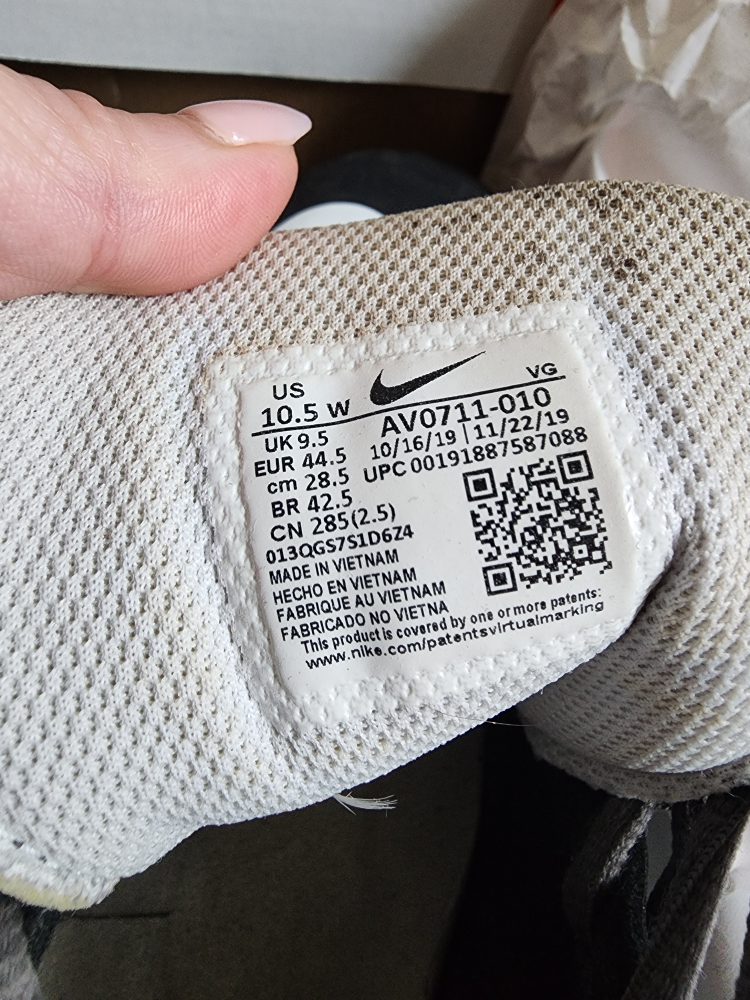 US
10.5 W
VG
AV0711-010
UK 9.5
10/16/19 | 11/22/19
EUR 44.5
UPC 00191887587088
cm 28.5
BR 42.5
CN 285(2.5)
013QGS7S1D6Z4
MADE IN VIETNAM
HECHO EN VIETNAM
FABRIQUE AU VIETNAM
FABRICADO NO VIETNA
This product is covered by one or more patents:
www.nike.com/patentsvirtualmarking